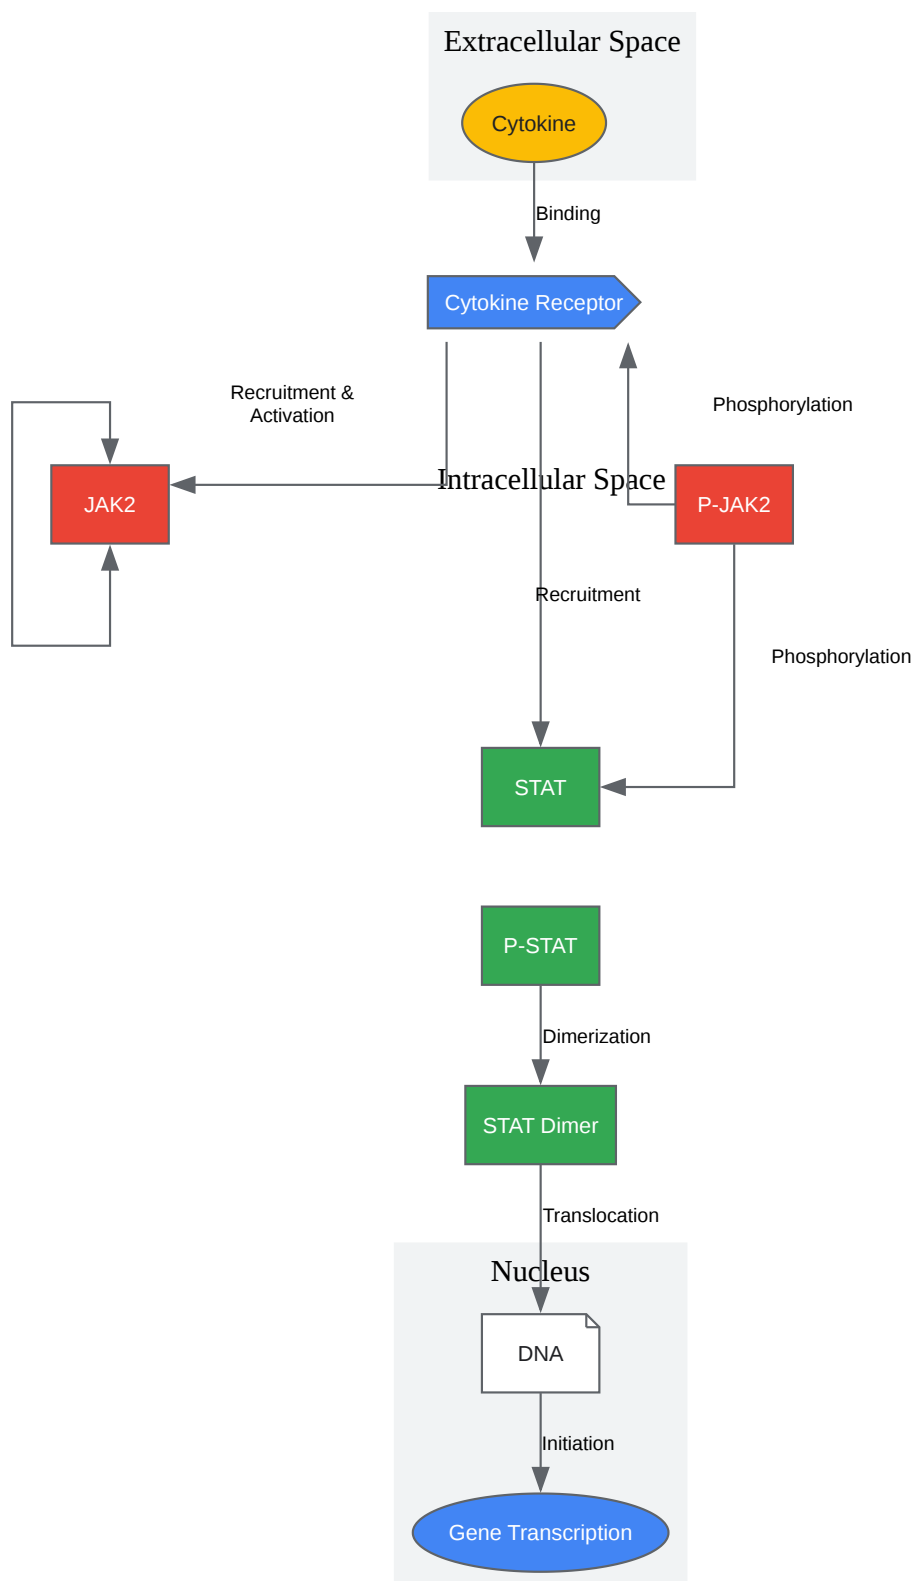 Extracellular Space
Cytokine
Binding
Cytokine Receptor
Recruitment &
Activation
Phosphorylation
Intracellular Space
JAK2
P-JAK2
Recruitment
Phosphorylation
STAT
P-STAT
Dimerization
STAT Dimer
Translocation
Nucleus
DNA
Initiation
Gene Transcription